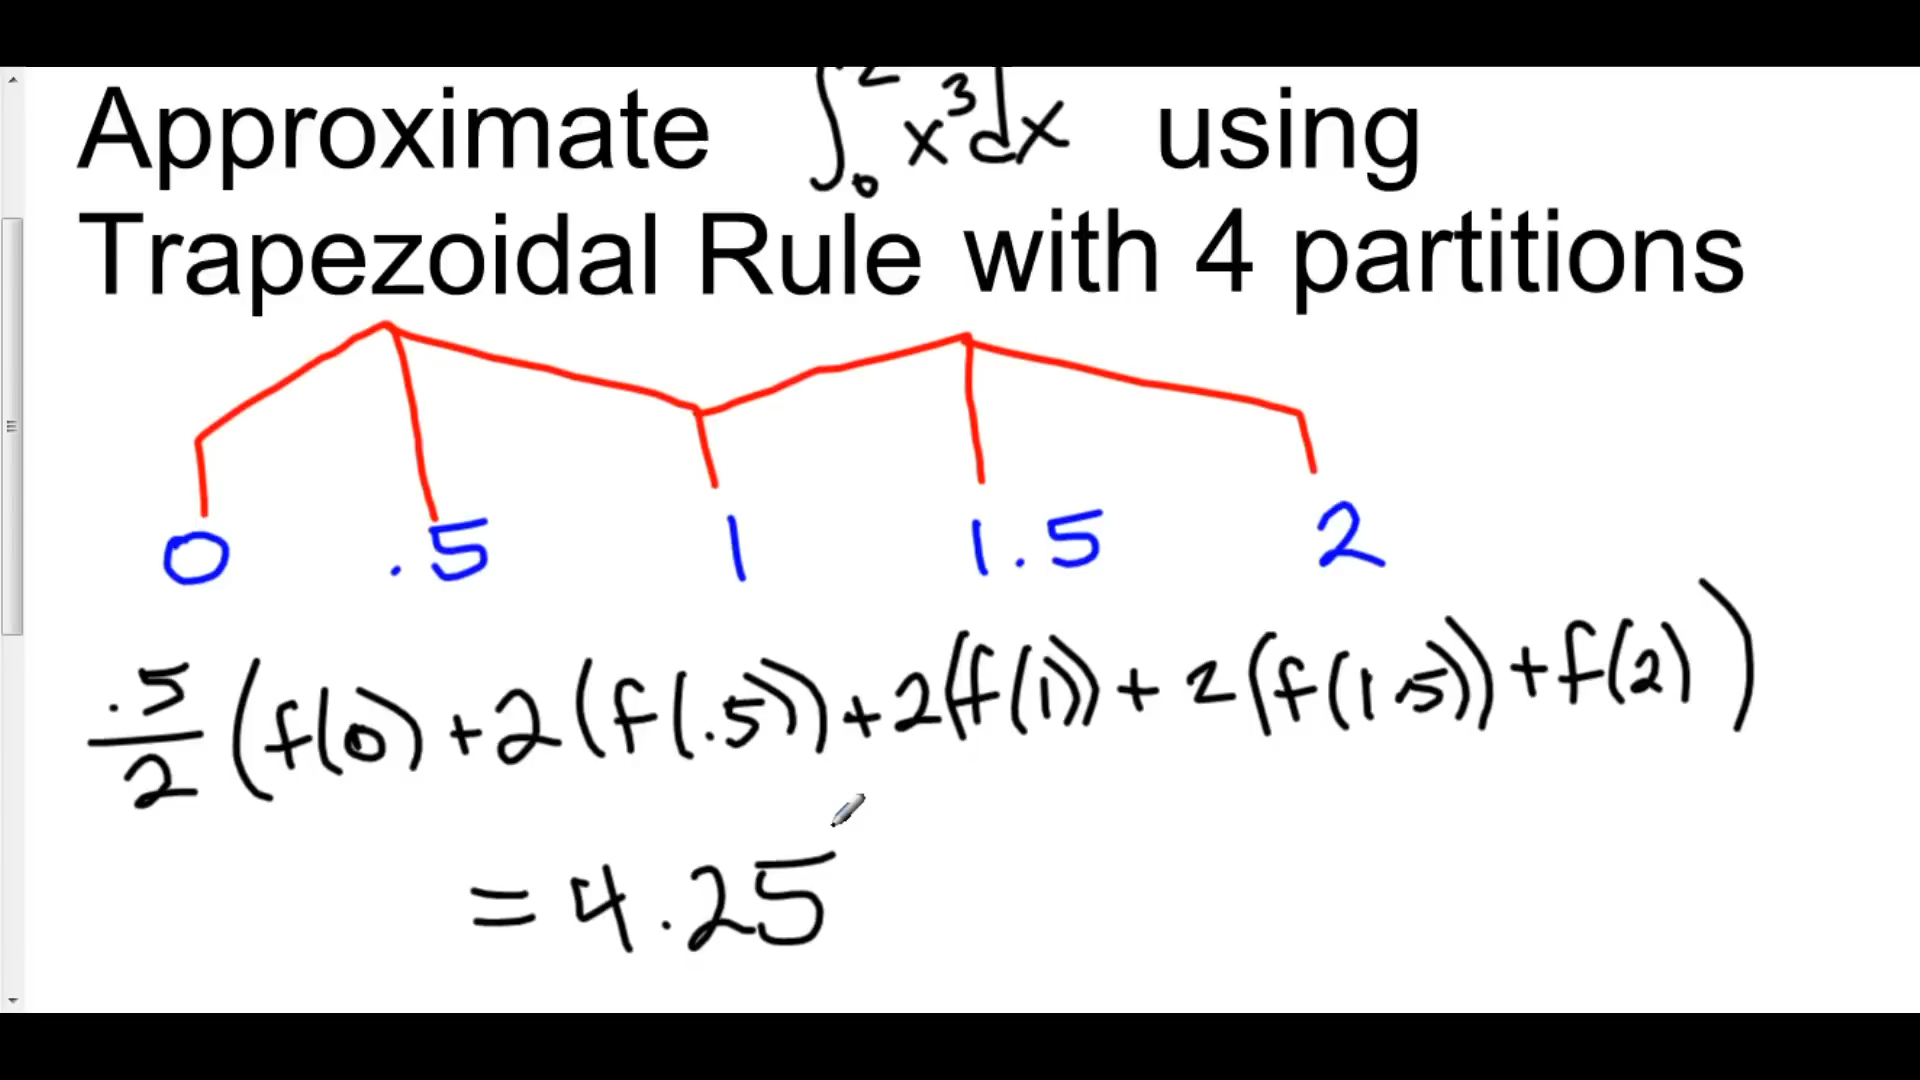 Approximate ∫₀² x³dx using
Trapezoidal Rule with 4 partitions
0 .5 1 1.5 2
.5/2 (f(0) + 2(f(.5)) + 2(f(1)) + 2(f(1.5)) + f(2))
= 4.25